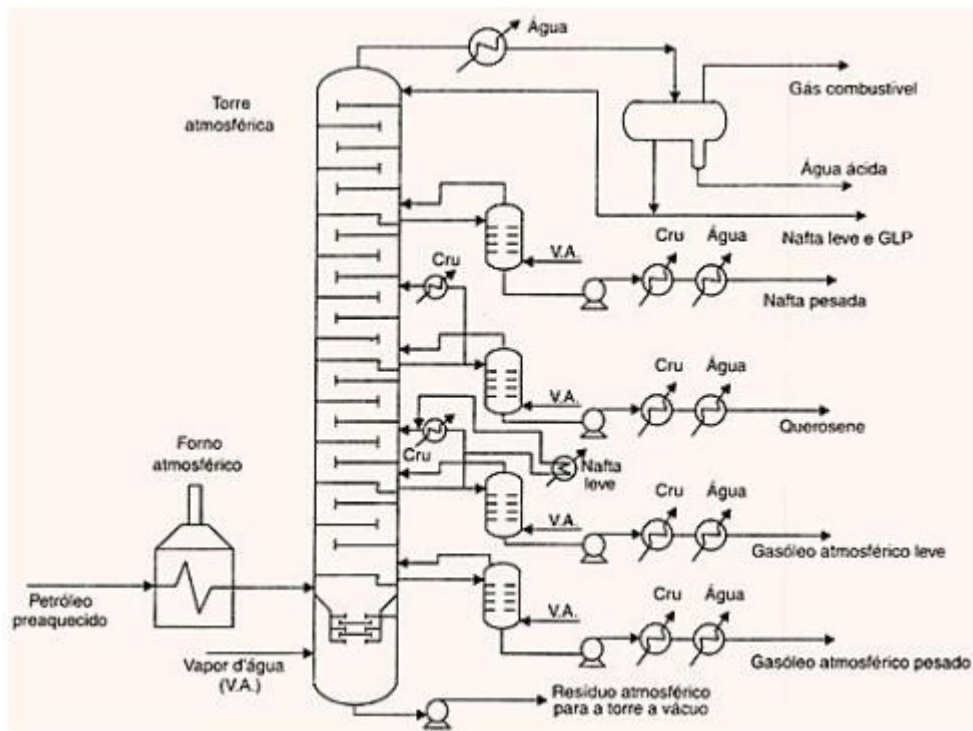 Água
Gás combustível
Torre
atmosférica
Água ácida
Nafta leve e GLP
V.A.
Cru
Água
Cru
Nafta pesada
Cru
Água
V.A.
Querosene
Cru
Nafta
leve
Forno
atmosférico
Cru
Água
V.A.
Gasóleo atmosférico leve
Petróleo
preaquecido
Cru
Água
V.A.
Gasóleo atmosférico pesado
Vapor d'água
(V.A.)
Resíduo atmosférico
para a torre a vácuo